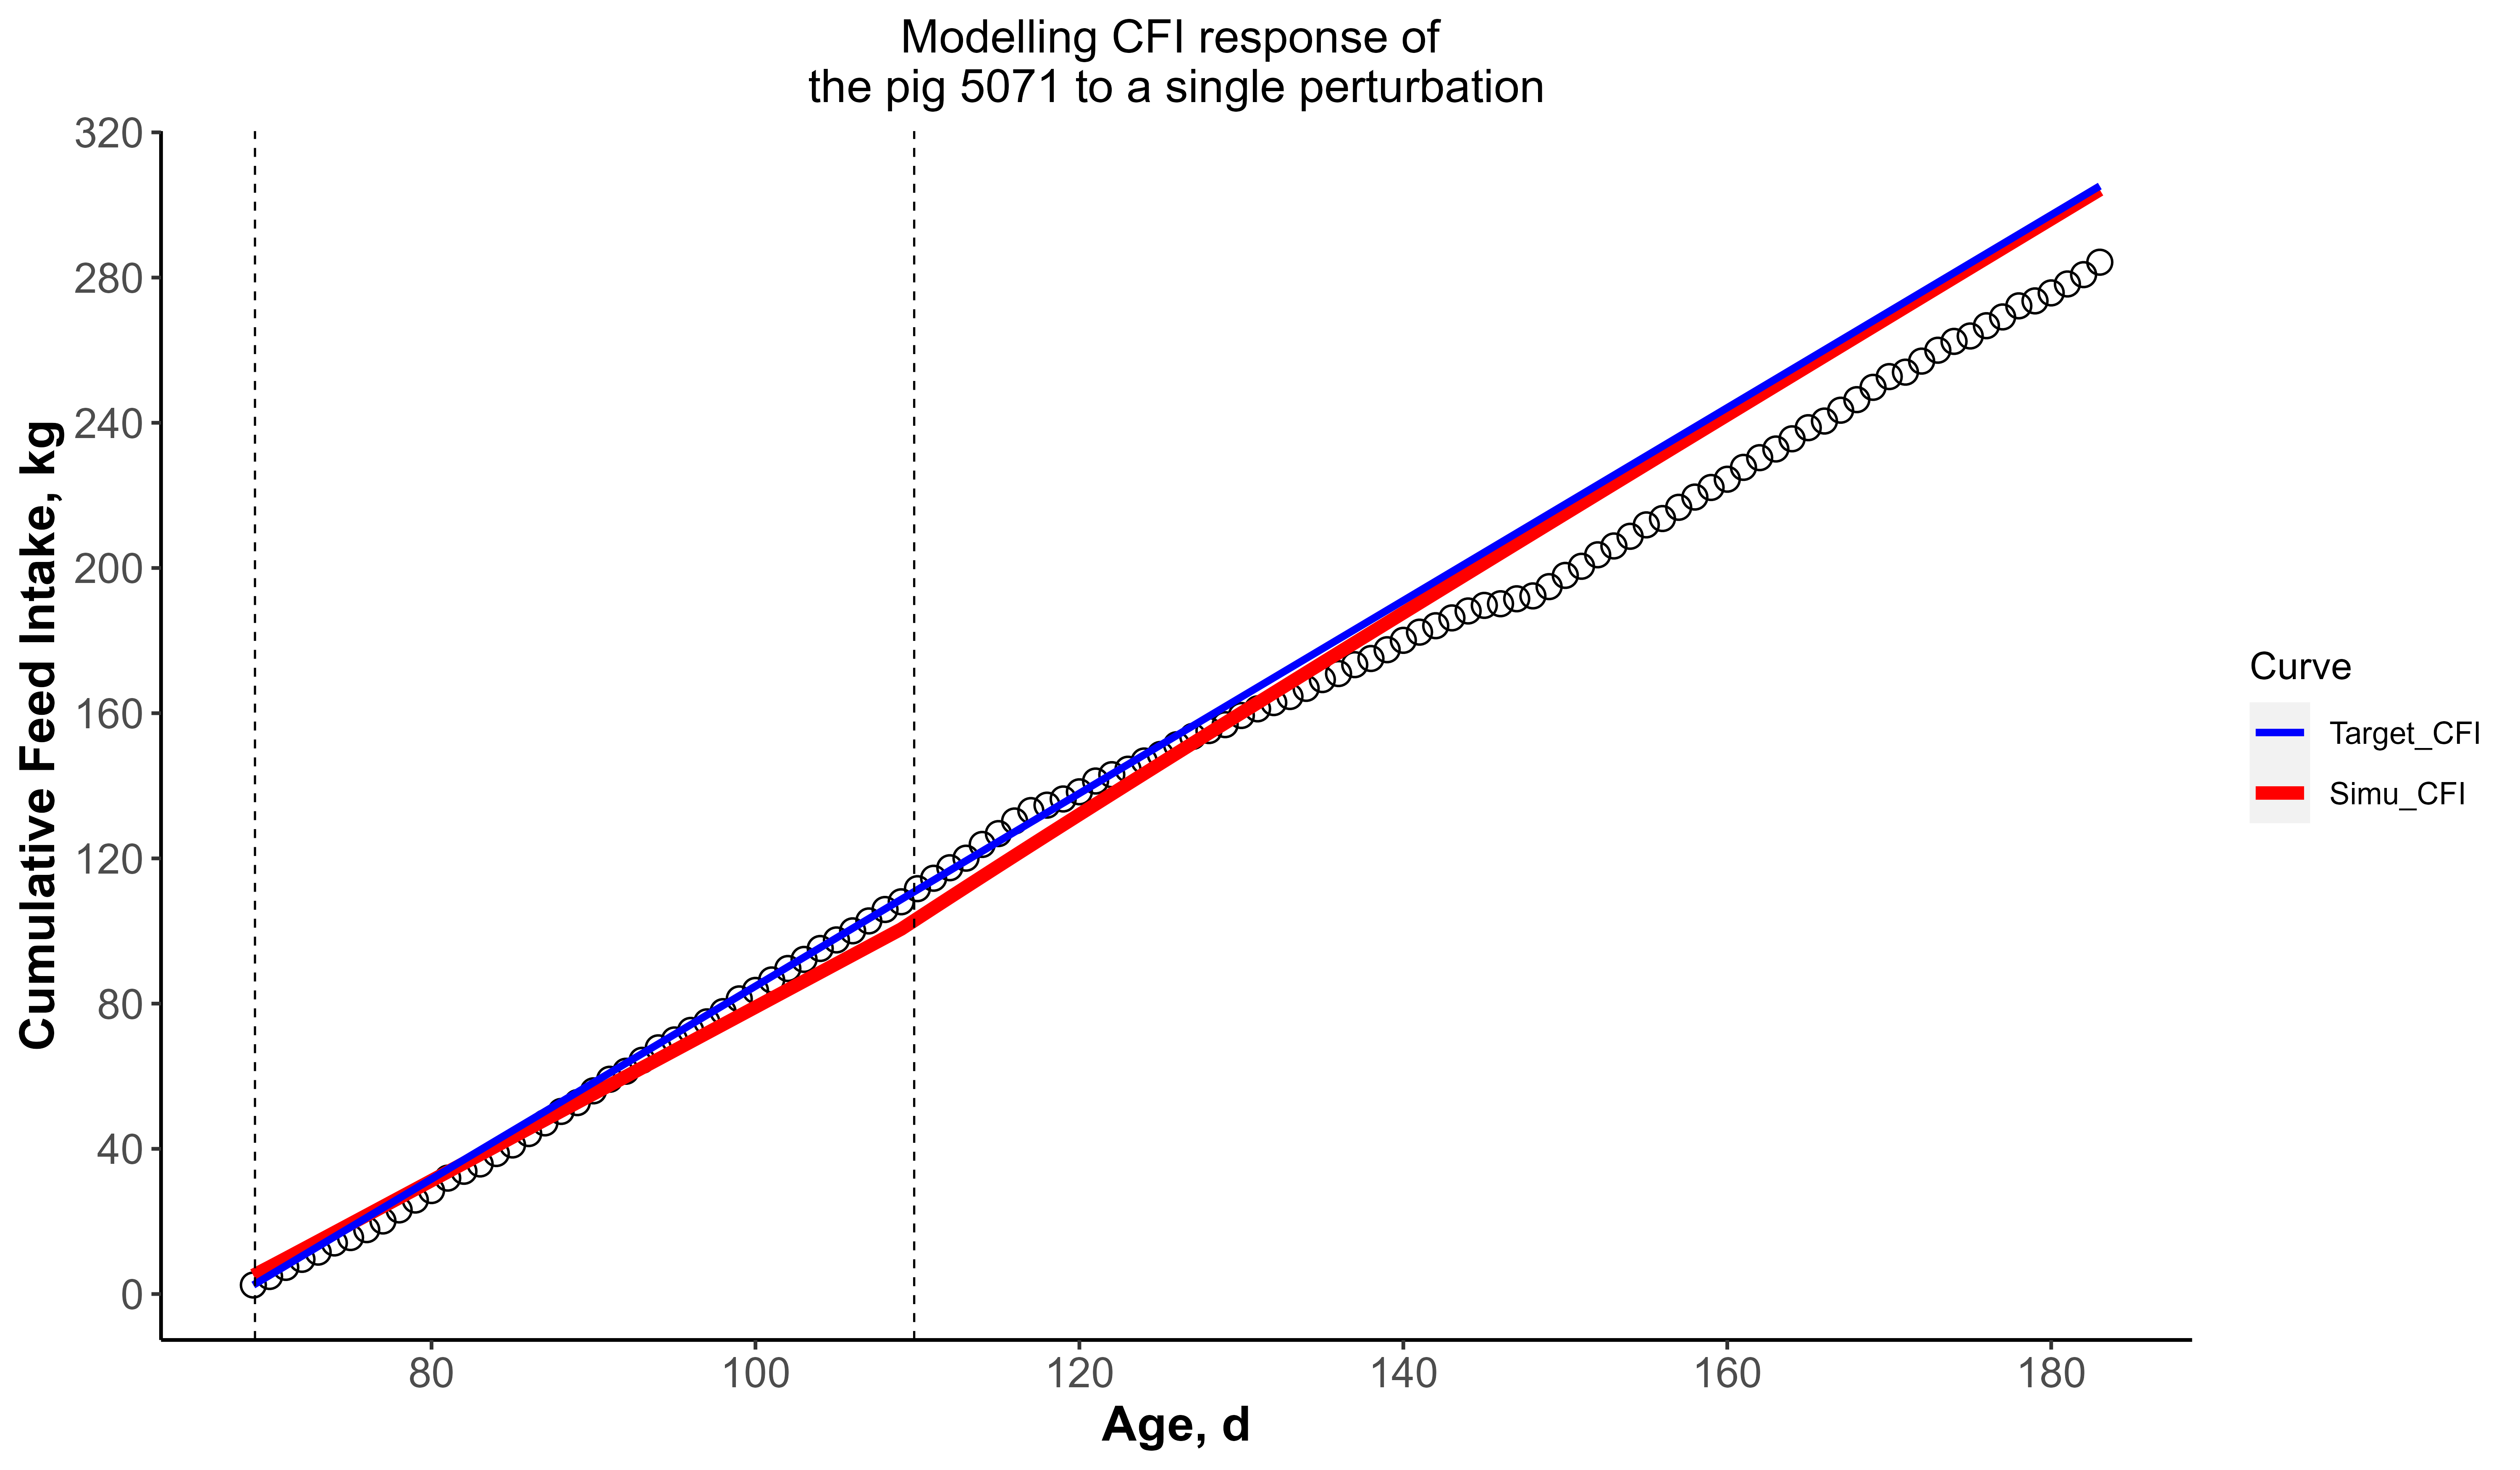 Modelling CFI response of
the pig 5071 to a single perturbation
320
280
240
200
160
120
80
40
0
Cumulative Feed Intake, kg
80 100 120 140 160 180
Age, d
Curve
Target_CFI
Simu_CFI